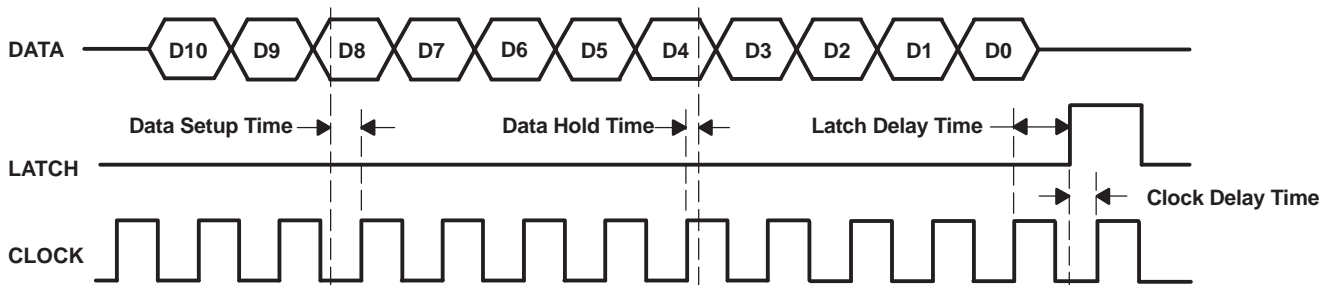 DATA D10 D9 D8 D7 D6 D5 D4 D3 D2 D1 D0
Data Setup Time Data Hold Time Latch Delay Time
LATCH
Clock Delay Time
CLOCK